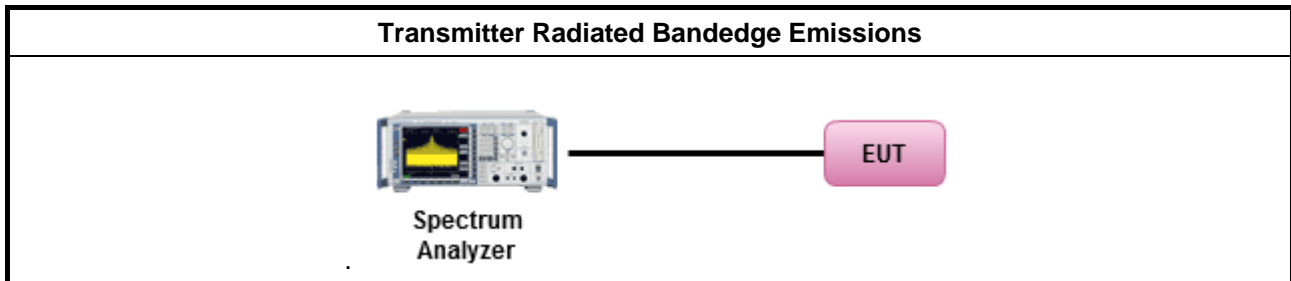 Transmitter Radiated Bandedge Emissions
EUT
Spectrum
Analyzer
.